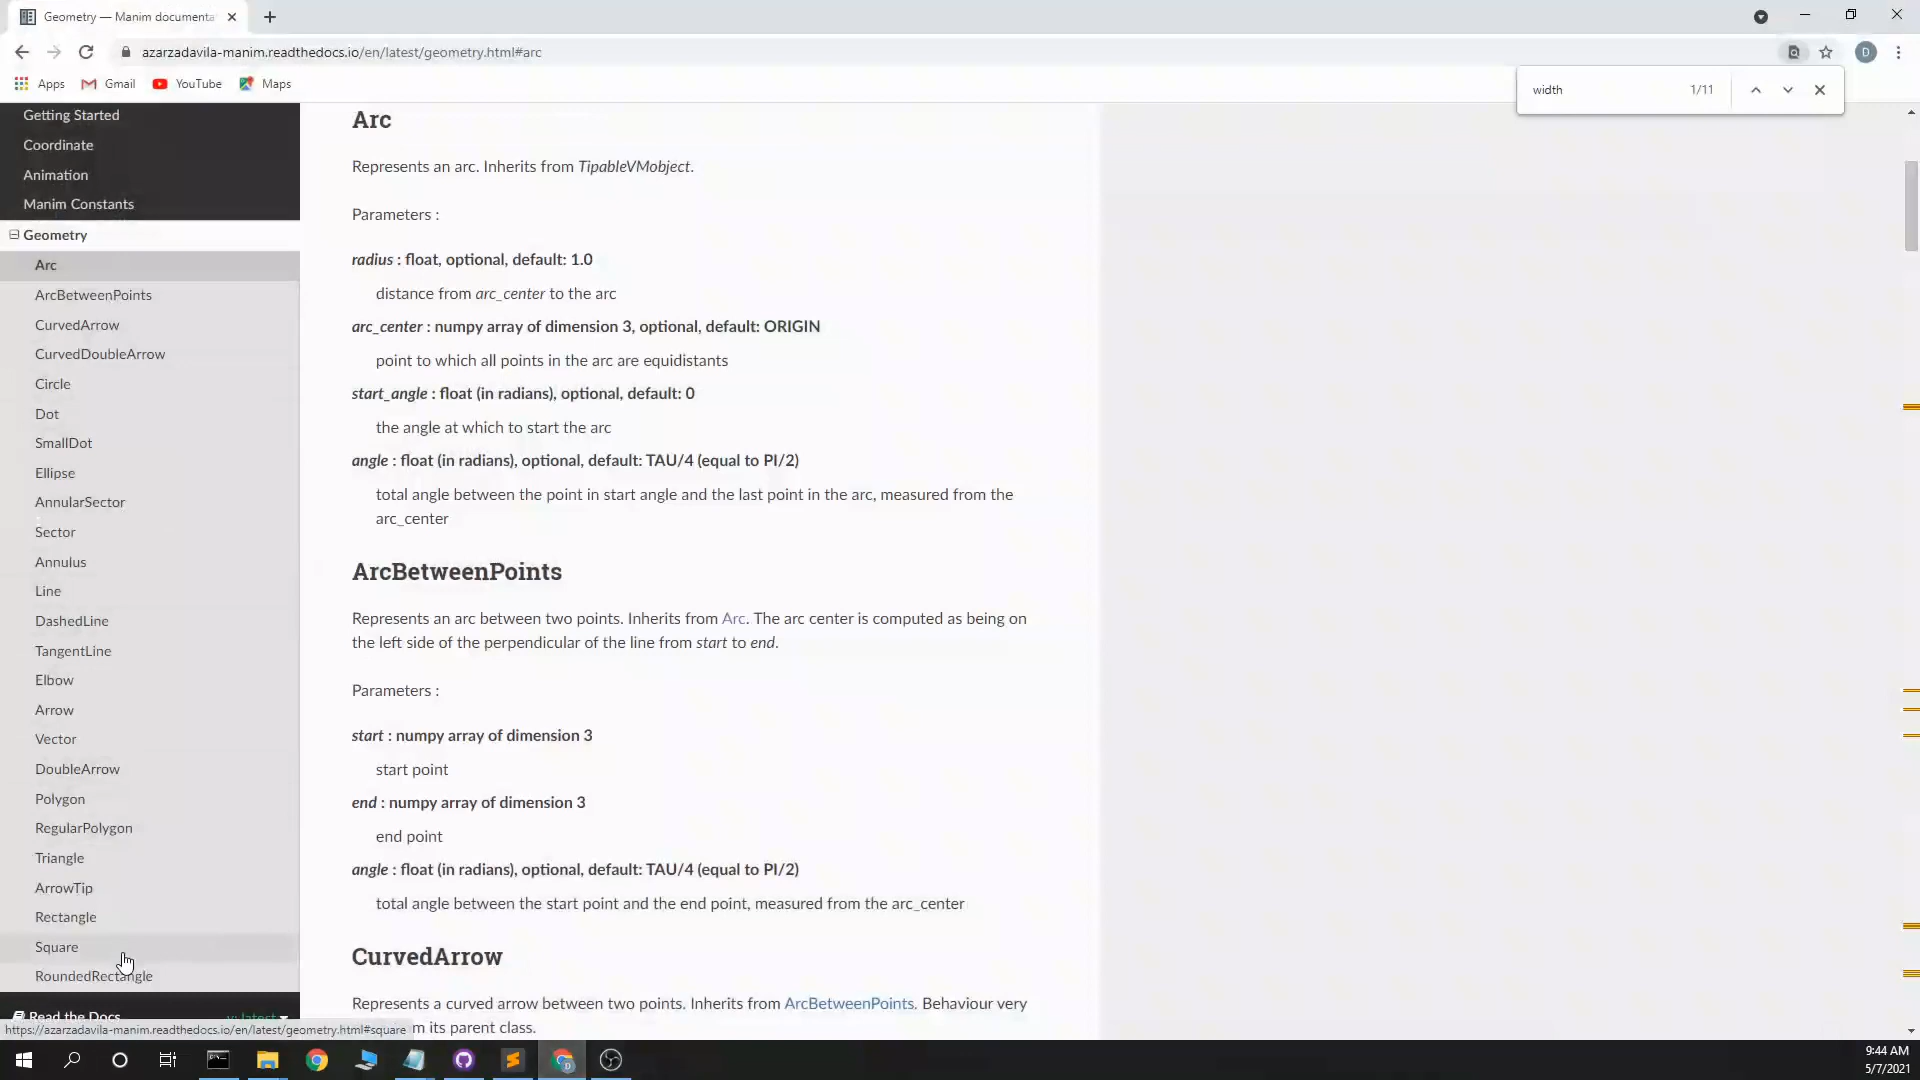 Geometry — Manim documenta
azarzadavila-manim.readthedocs.io/en/latest/geometry.html#arc
D
Apps
Gmail
YouTube
Maps
width
1/11
Getting Started
Coordinate
Animation
Manim Constants
Geometry
Arc
ArcBetweenPoints
CurvedArrow
CurvedDoubleArrow
Circle
Dot
SmallDot
Ellipse
AnnularSector
Sector
Annulus
Line
DashedLine
TangentLine
Elbow
Arrow
Vector
DoubleArrow
Polygon
RegularPolygon
Triangle
ArrowTip
Rectangle
Square
RoundedRectangle
Read the Docs
v: latest
https://azarzadavila-manim.readthedocs.io/en/latest/geometry.html#square
Arc
Represents an arc. Inherits from TipableVMobject.
Parameters :
radius : float, optional, default: 1.0
distance from arc_center to the arc
arc_center : numpy array of dimension 3, optional, default: ORIGIN
point to which all points in the arc are equidistants
start_angle : float (in radians), optional, default: 0
the angle at which to start the arc
angle : float (in radians), optional, default: TAU/4 (equal to PI/2)
total angle between the point in start angle and the last point in the arc, measured from the
arc_center
ArcBetweenPoints
Represents an arc between two points. Inherits from Arc. The arc center is computed as being on
the left side of the perpendicular of the line from start to end.
Parameters :
start : numpy array of dimension 3
start point
end : numpy array of dimension 3
end point
angle : float (in radians), optional, default: TAU/4 (equal to PI/2)
total angle between the start point and the end point, measured from the arc_center
CurvedArrow
Represents a curved arrow between two points. Inherits from ArcBetweenPoints. Behaviour very
m its parent class.
9:44 AM
5/7/2021